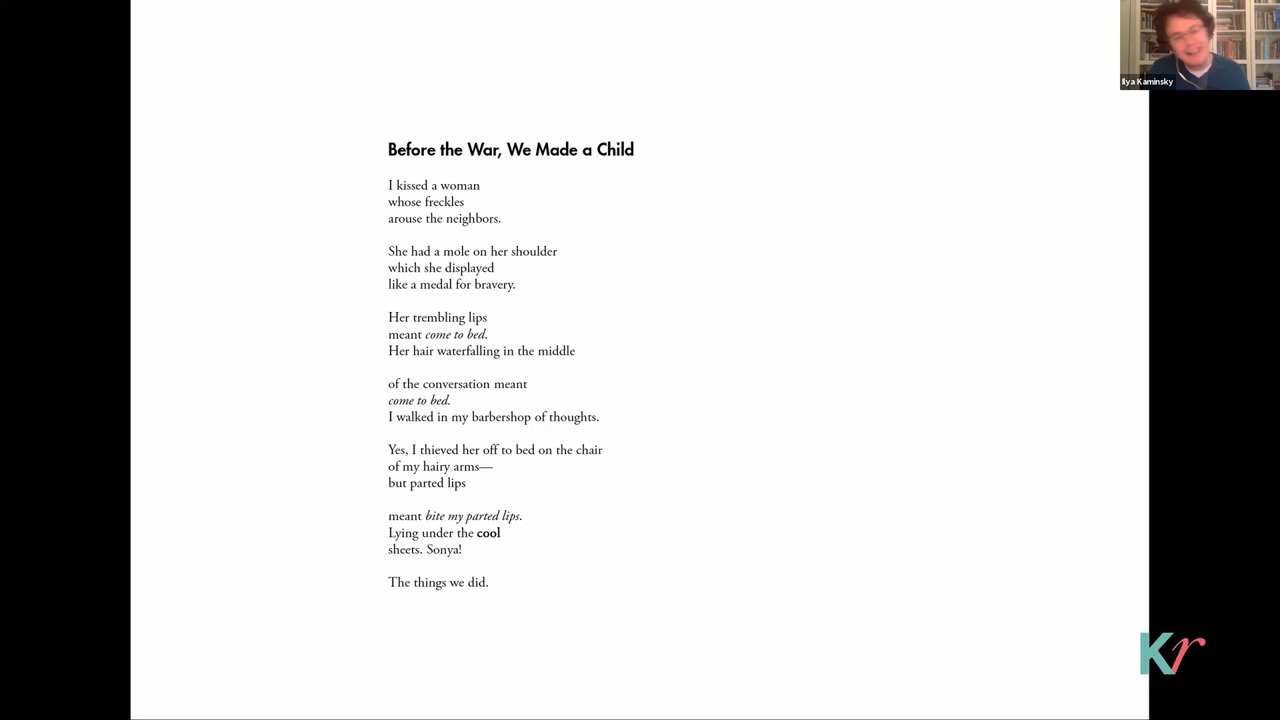 Ilya Kaminsky
Before the War, We Made a Child
I kissed a woman
whose freckles
arouse the neighbors.
She had a mole on her shoulder
which she displayed
like a medal for bravery.
Her trembling lips
meant come to bed.
Her hair waterfalling in the middle
of the conversation meant
come to bed.
I walked in my barbershop of thoughts.
Yes, I thieved her off to bed on the chair
of my hairy arms—
but parted lips
meant bite my parted lips.
Lying under the cool
sheets. Sonya!
The things we did.
Kr